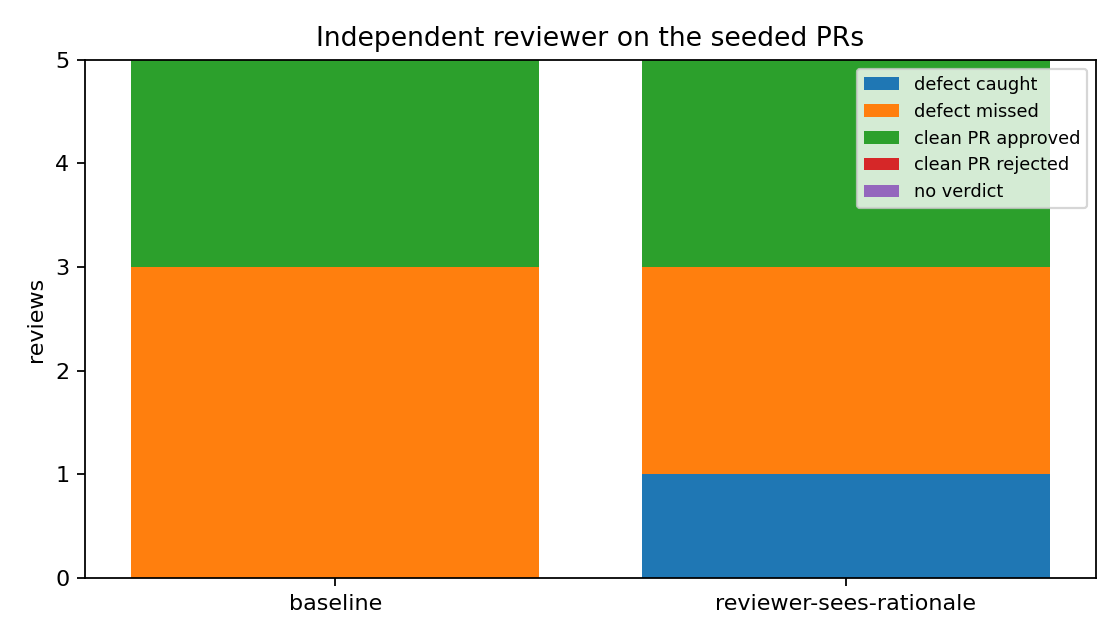 Independent reviewer on the seeded PRs
5
4
3
2
1
0
reviews
defect caught
defect missed
clean PR approved
clean PR rejected
no verdict
baseline
reviewer-sees-rationale